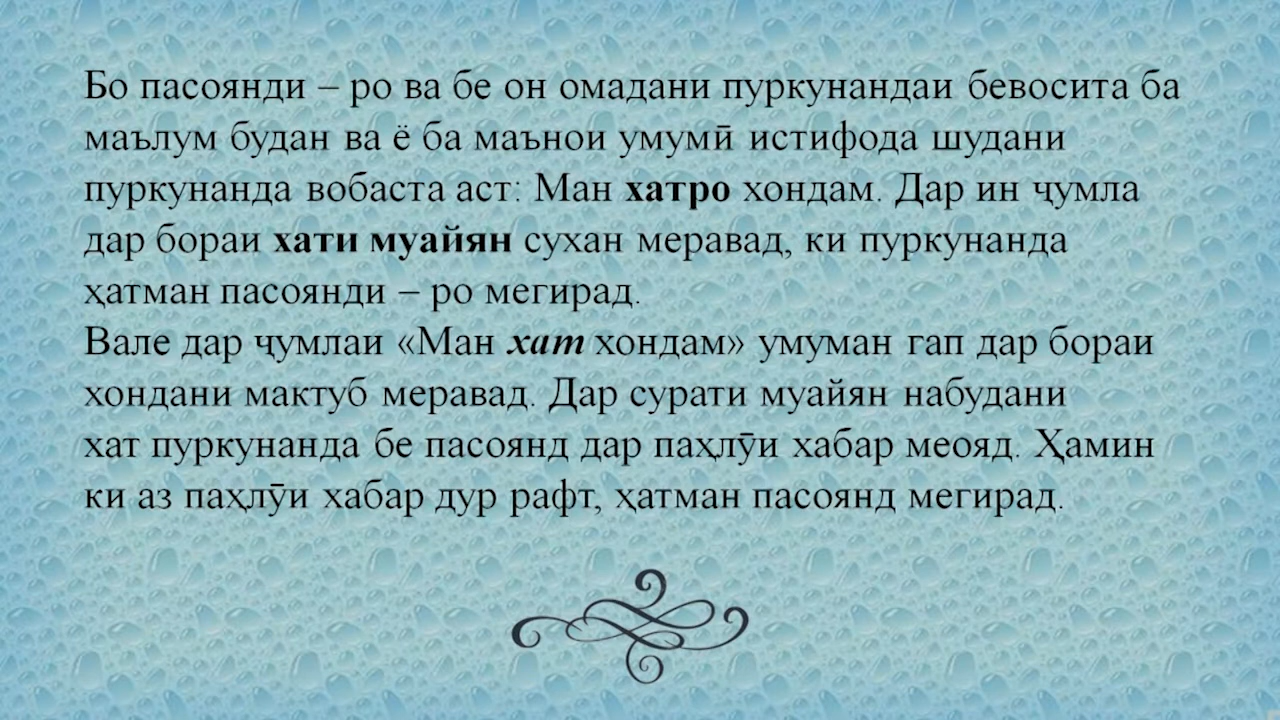 Бо пасоянди – ро ва бе он омадани пуркунандаи бевосита ба
маълум будан ва ё ба маънои умумӣ истифода шудани
пуркунанда вобаста аст: Ман хатро хондам. Дар ин ҷумла
дар бораи хати муайян сухан меравад, ки пуркунанда
ҳатман пасоянди – ро мегирад.
Вале дар ҷумлаи «Ман хат хондам» умуман гап дар бораи
хондани мактуб меравад. Дар сурати муайян набудани
хат пуркунанда бе пасоянд дар паҳлӯи хабар меояд. Ҳамин
ки аз паҳлӯи хабар дур рафт, ҳатман пасоянд мегирад.